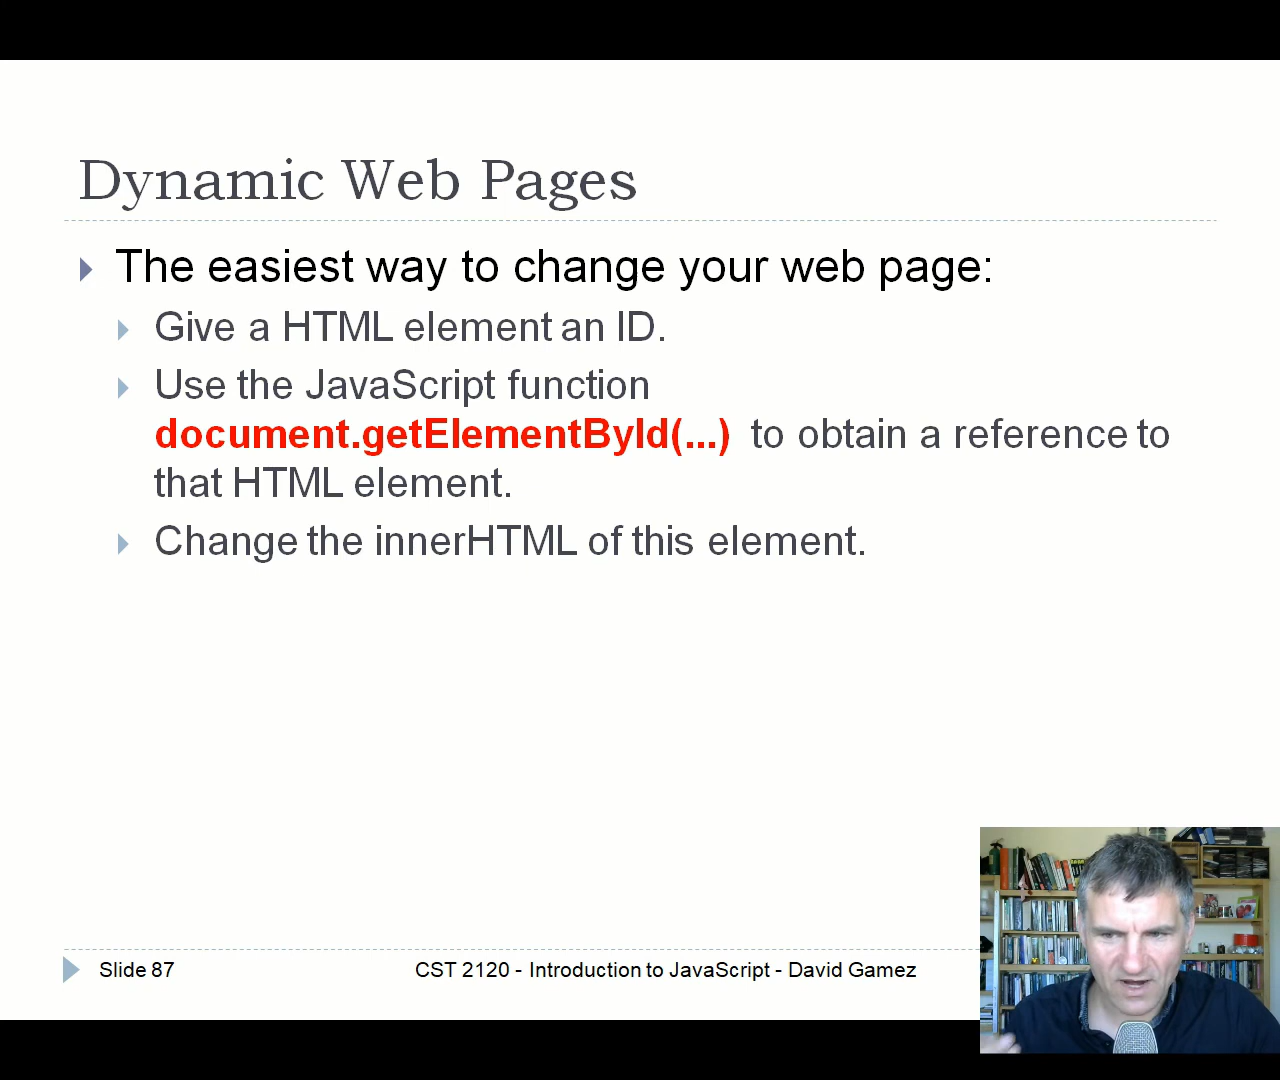 Dynamic Web Pages
The easiest way to change your web page:
Give a HTML element an ID.
Use the JavaScript function
document.getElementById(...) to obtain a reference to
that HTML element.
Change the innerHTML of this element.
Slide 87
CST 2120 - Introduction to JavaScript - David Gamez